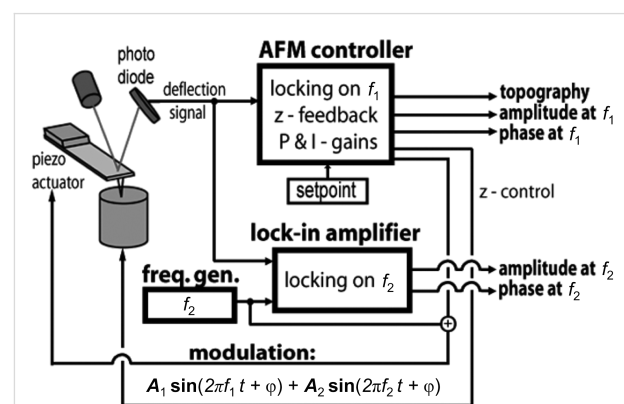 AFM controller
photo
diode
deflection
signal
locking on f₁
z - feedback
P & I - gains
topography
amplitude at f₁
phase at f₁
piezo
actuator
setpoint
z - control
lock-in amplifier
freq. gen.
f₂
locking on f₂
amplitude at f₂
phase at f₂
+
modulation:
A₁ sin(2πf₁ t + φ) + A₂ sin(2πf₂ t + φ)